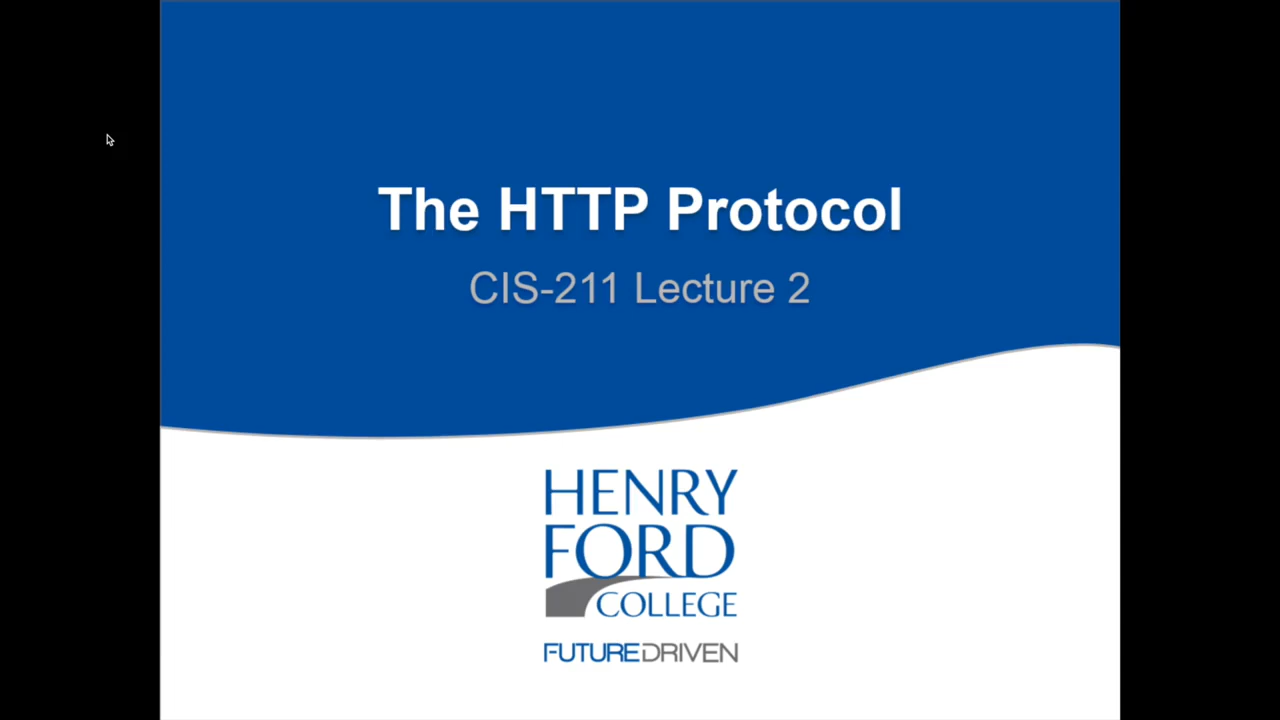 The HTTP Protocol
CIS-211 Lecture 2
HENRY
FORD
COLLEGE
FUTUREDRIVEN